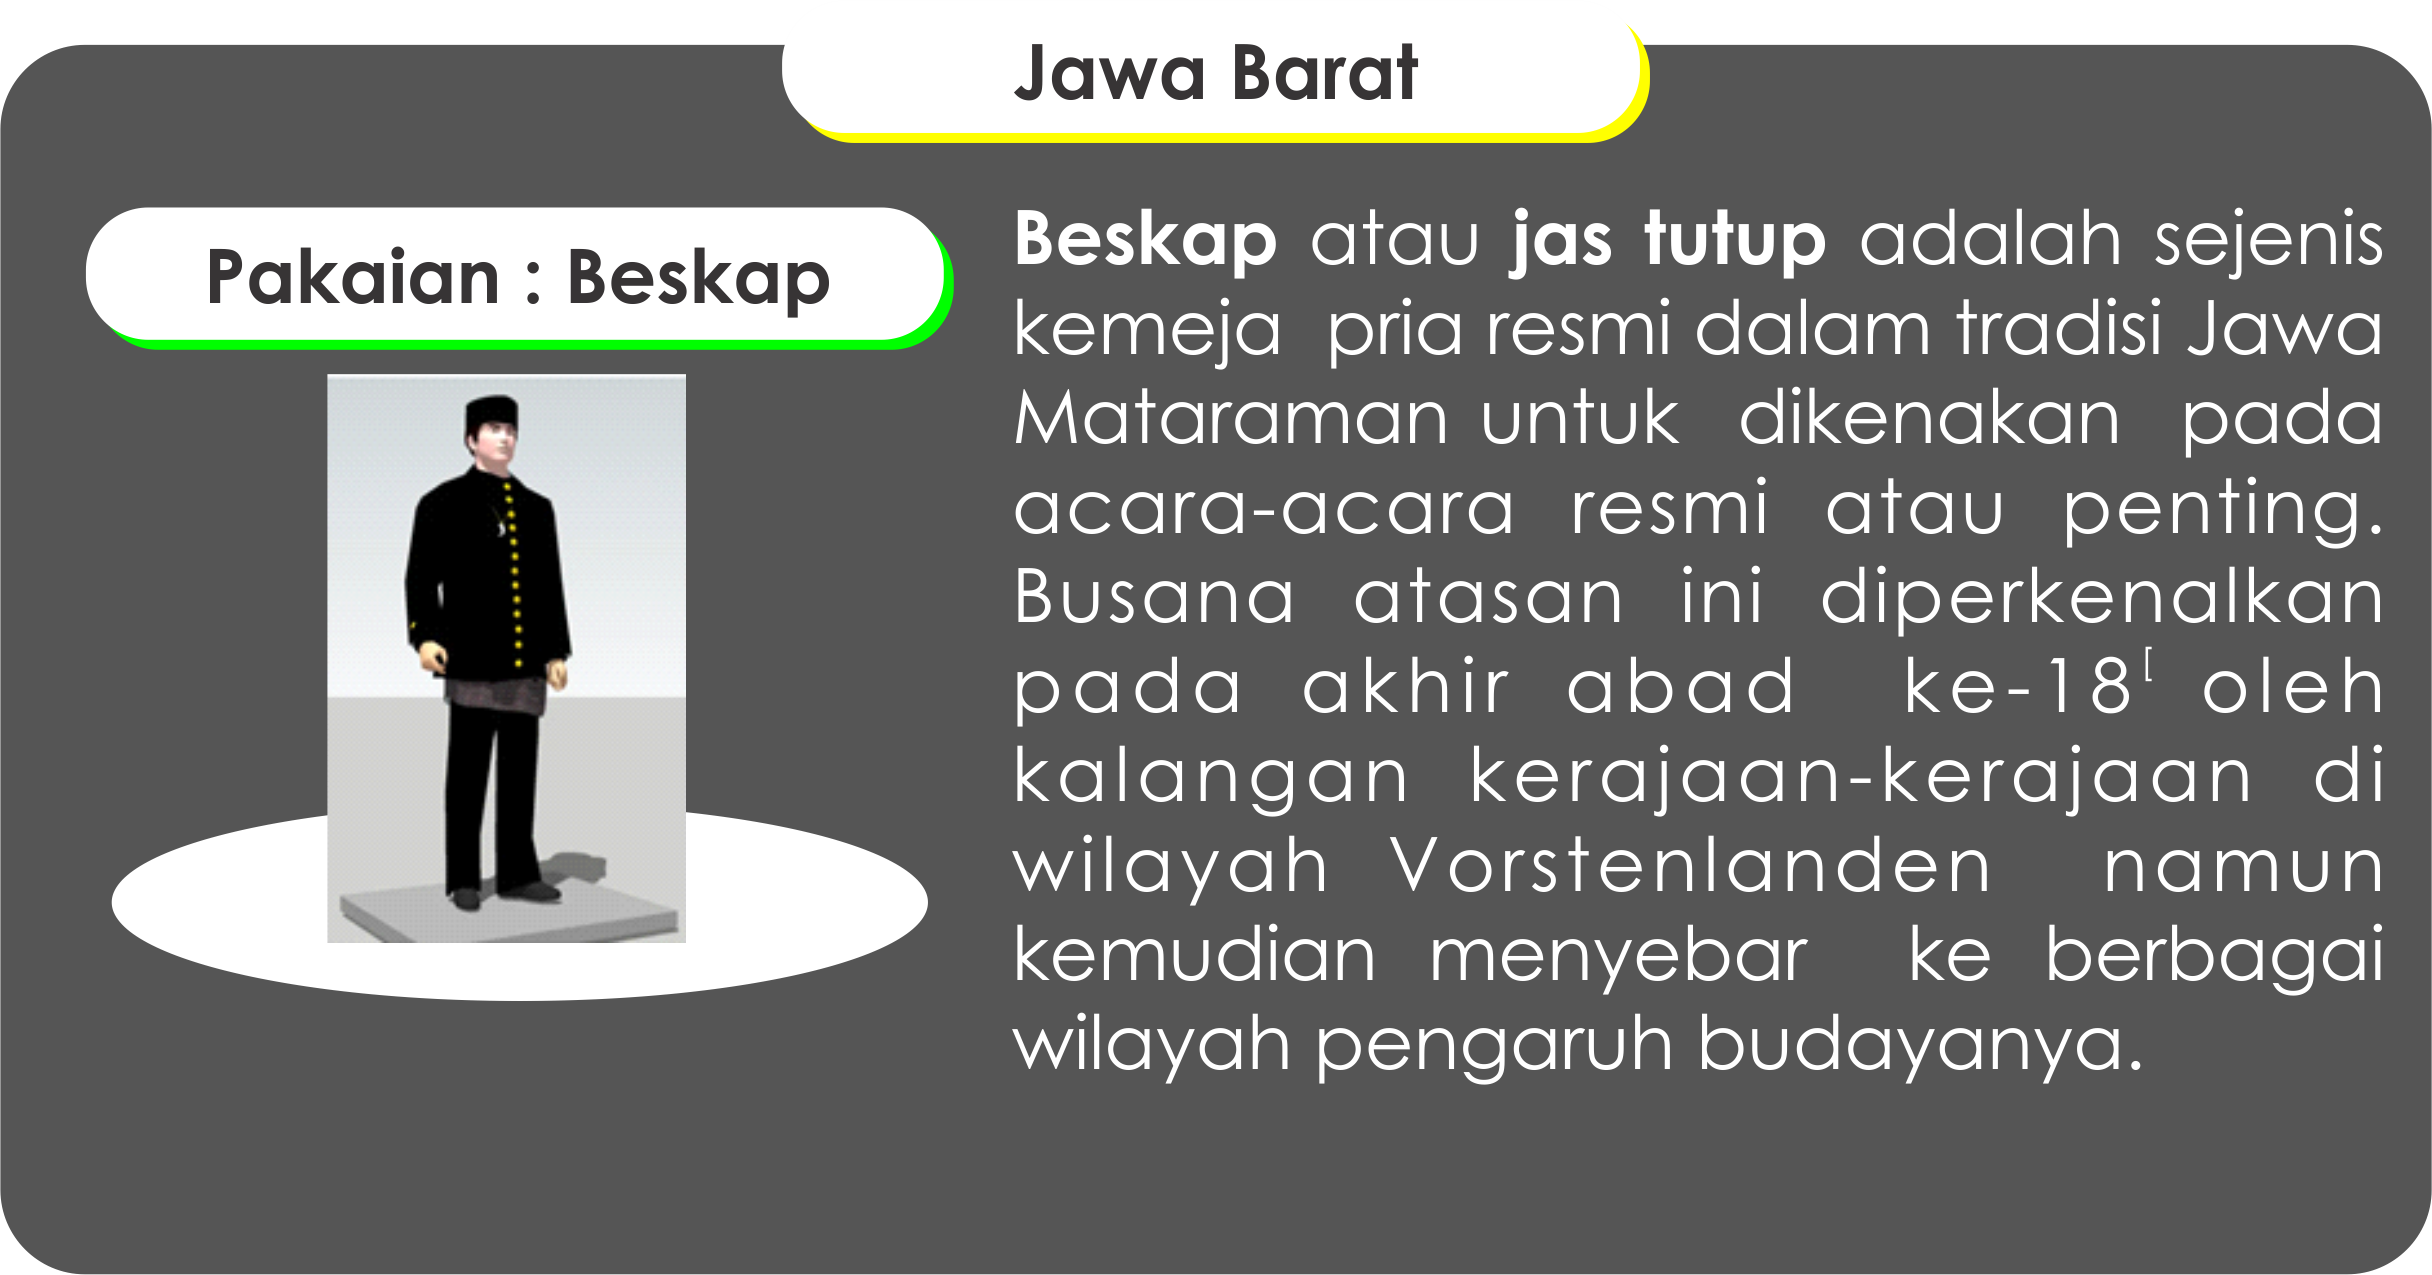 Jawa Barat
Pakaian : Beskap
Beskap atau jas tutup adalah sejenis
kemeja pria resmi dalam tradisi Jawa
Mataraman untuk dikenakan pada
acara-acara resmi atau penting.
Busana atasan ini diperkenalkan
pada akhir abad ke-18[ oleh
kalangan kerajaan-kerajaan di
wilayah Vorstenlanden namun
kemudian menyebar ke berbagai
wilayah pengaruh budayanya.